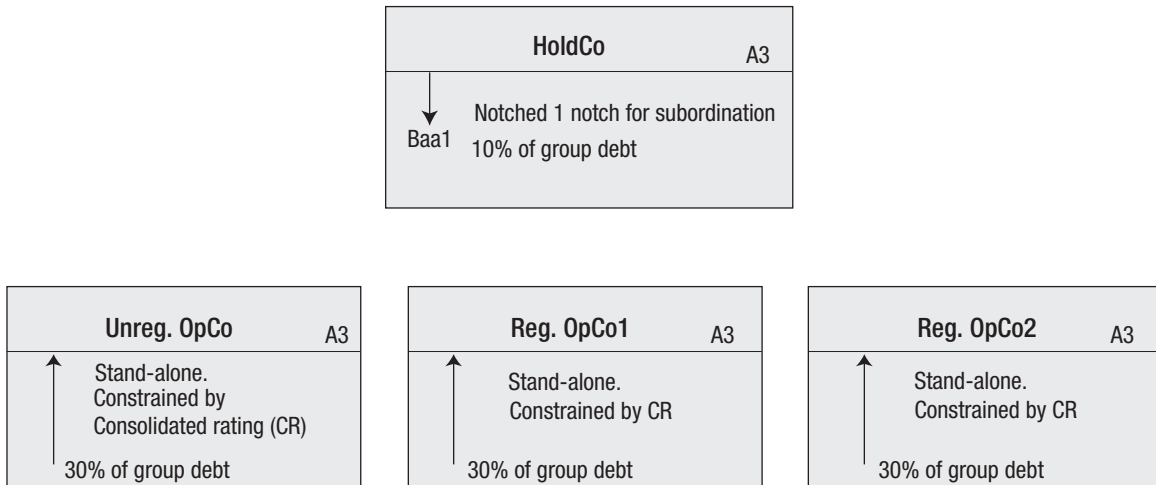 HoldCo
A3
Notched 1 notch for subordination
Baa1
10% of group debt
Unreg. OpCo
A3
Stand-alone.
Constrained by
Consolidated rating (CR)
30% of group debt
Reg. OpCo1
A3
Stand-alone.
Constrained by CR
30% of group debt
Reg. OpCo2
A3
Stand-alone.
Constrained by CR
30% of group debt